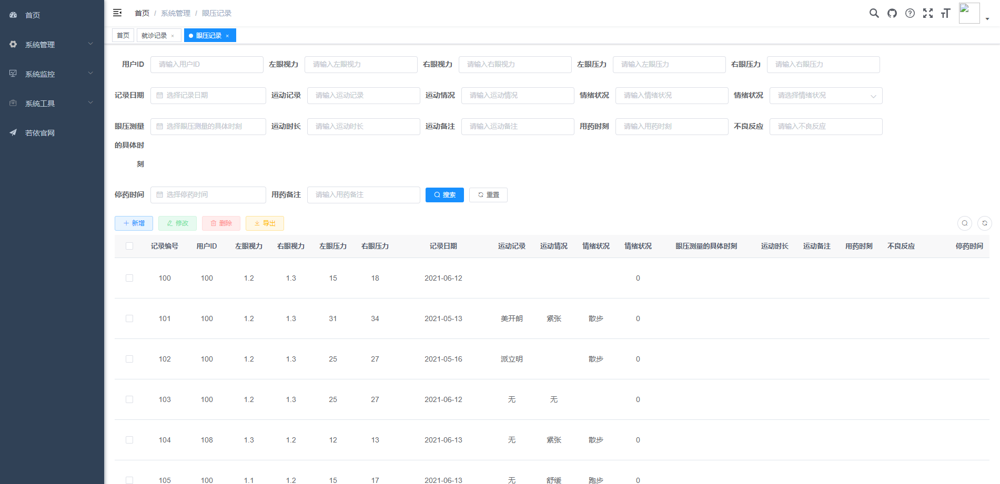 首页
系统管理
系统监控
系统工具
若依官网
首页 / 系统管理 / 眼压记录
首页 就诊记录 × 眼压记录 ×
用户ID 请输入用户ID 左眼视力 请输入左眼视力 右眼视力 请输入右眼视力 左眼压力 请输入左眼压力 右眼压力 请输入右眼压力
记录日期 选择记录日期 运动记录 请输入运动记录 运动情况 请输入运动情况 情绪状况 请输入情绪状况 情绪状况 请选择情绪状况
眼压测量 选择眼压测量的具体时刻 运动时长 请输入运动时长 运动备注 请输入运动备注 用药时刻 请输入用药时刻 不良反应 请输入不良反应
的具体时
刻
停药时间 选择停药时间 用药备注 请输入用药备注 搜索 重置
新增 修改 删除 导出
记录编号 用户ID 左眼视力 右眼视力 左眼压力 右眼压力 记录日期 运动记录 运动情况 情绪状况 情绪状况 眼压测量的具体时刻 运动时长 运动备注 用药时刻 不良反应 停药时间
100 100 1.2 1.3 15 18 2021-06-12 0
101 100 1.2 1.3 31 34 2021-05-13 美开朗 紧张 散步 0
102 100 1.2 1.3 25 27 2021-05-16 派立明 散步 0
103 100 1.2 1.3 25 27 2021-06-12 无 无 0
104 108 1.3 1.2 12 13 2021-06-13 无 紧张 散步 0
105 100 1.1 1.2 15 17 2021-06-13 无 舒缓 跑步 0